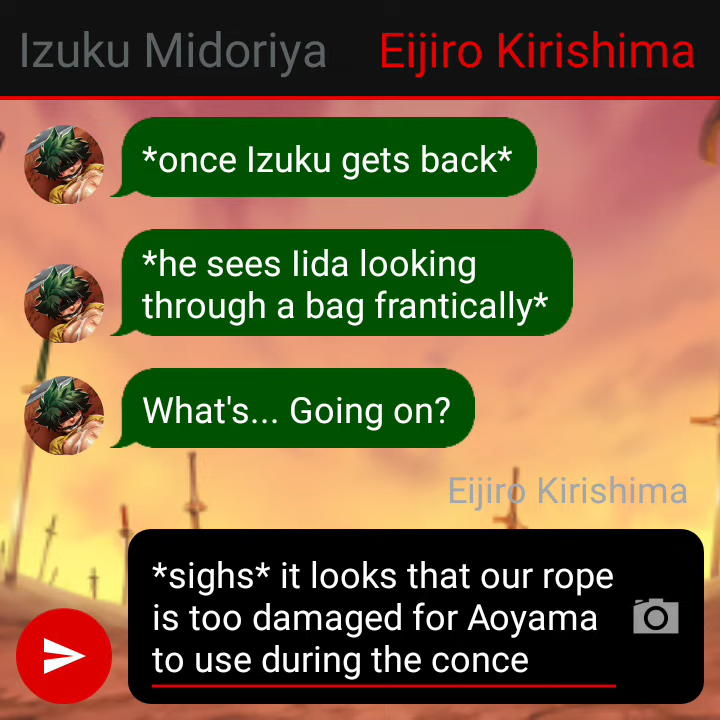 Izuku Midoriya Eijiro Kirishima
*once Izuku gets back*
*he sees Iida looking
through a bag frantically*
What's... Going on?
Eijiro Kirishima
*sighs* it looks that our rope
is too damaged for Aoyama
to use during the conce